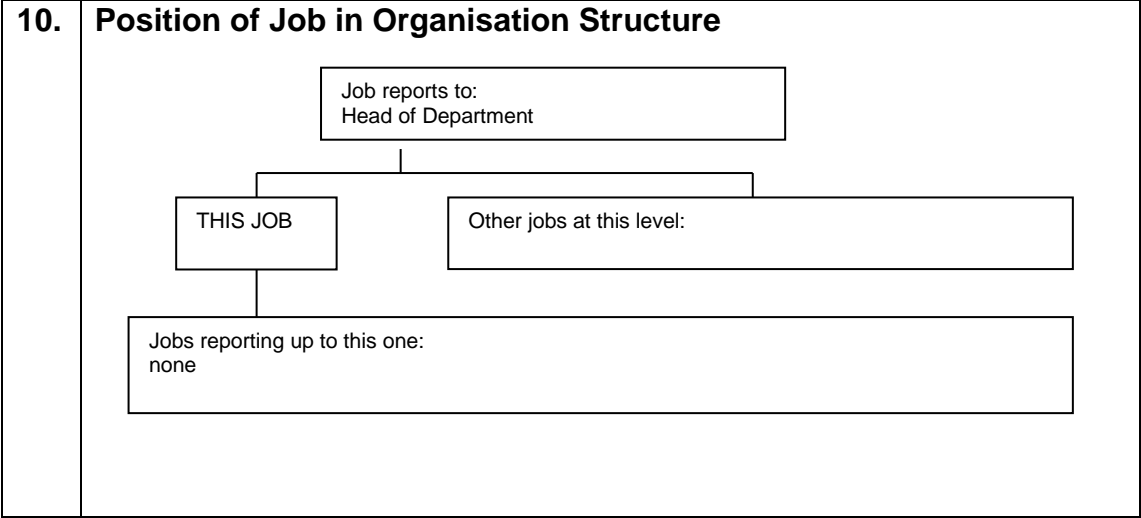 10. Position of Job in Organisation Structure
Job reports to:
Head of Department
THIS JOB
Other jobs at this level:
Jobs reporting up to this one:
none